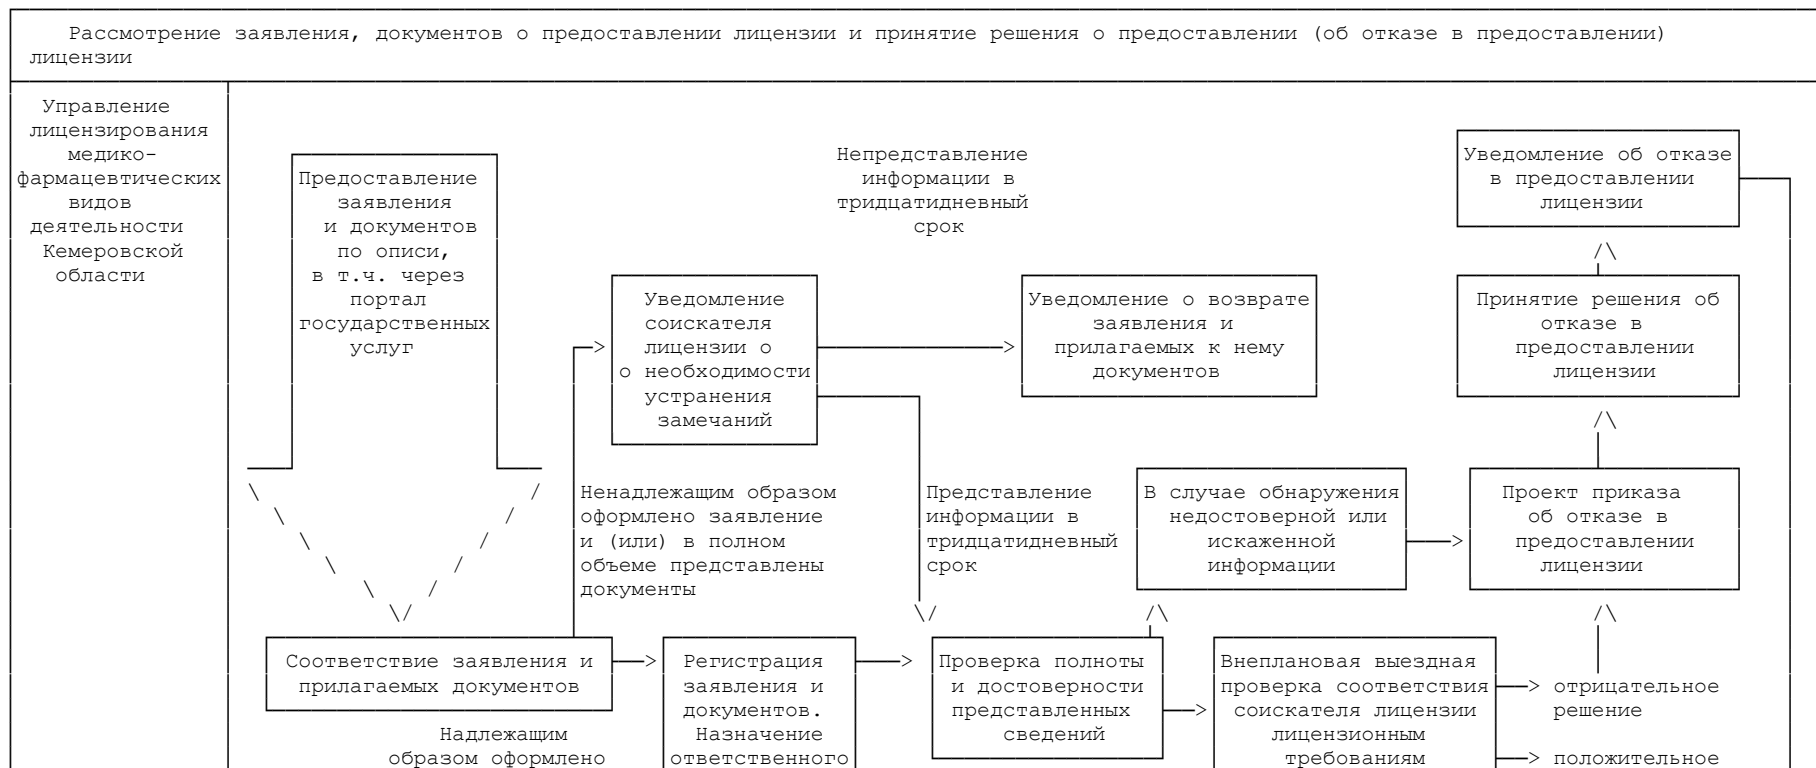 Рассмотрение заявления, документов о предоставлении лицензии и принятие решения о предоставлении (об отказе в предоставлении)
лицензии
Управление
лицензирования
медико-
фармацевтических
видов
деятельности
Кемеровской
области
Предоставление
заявления
и документов
по описи,
в т.ч. через
портал
государственных
услуг
Непредставление
информации в
тридцатидневный
срок
Уведомление об отказе
в предоставлении
лицензии
Уведомление
соискателя
лицензии о
о необходимости
устранения
замечаний
Уведомление о возврате
заявления и
прилагаемых к нему
документов
Принятие решения об
отказе в
предоставлении
лицензии
Ненадлежащим образом
оформлено заявление
и (или) в полном
объеме представлены
документы
Представление
информации в
тридцатидневный
срок
В случае обнаружения
недостоверной или
искаженной
информации
Проект приказа
об отказе в
предоставлении
лицензии
Соответствие заявления и
прилагаемых документов
Надлежащим
образом оформлено
Регистрация
заявления и
документов.
Назначение
ответственного
Проверка полноты
и достоверности
представленных
сведений
Внеплановая выездная
проверка соответствия
соискателя лицензии
лицензионным
требованиям
отрицательное
решение
положительное